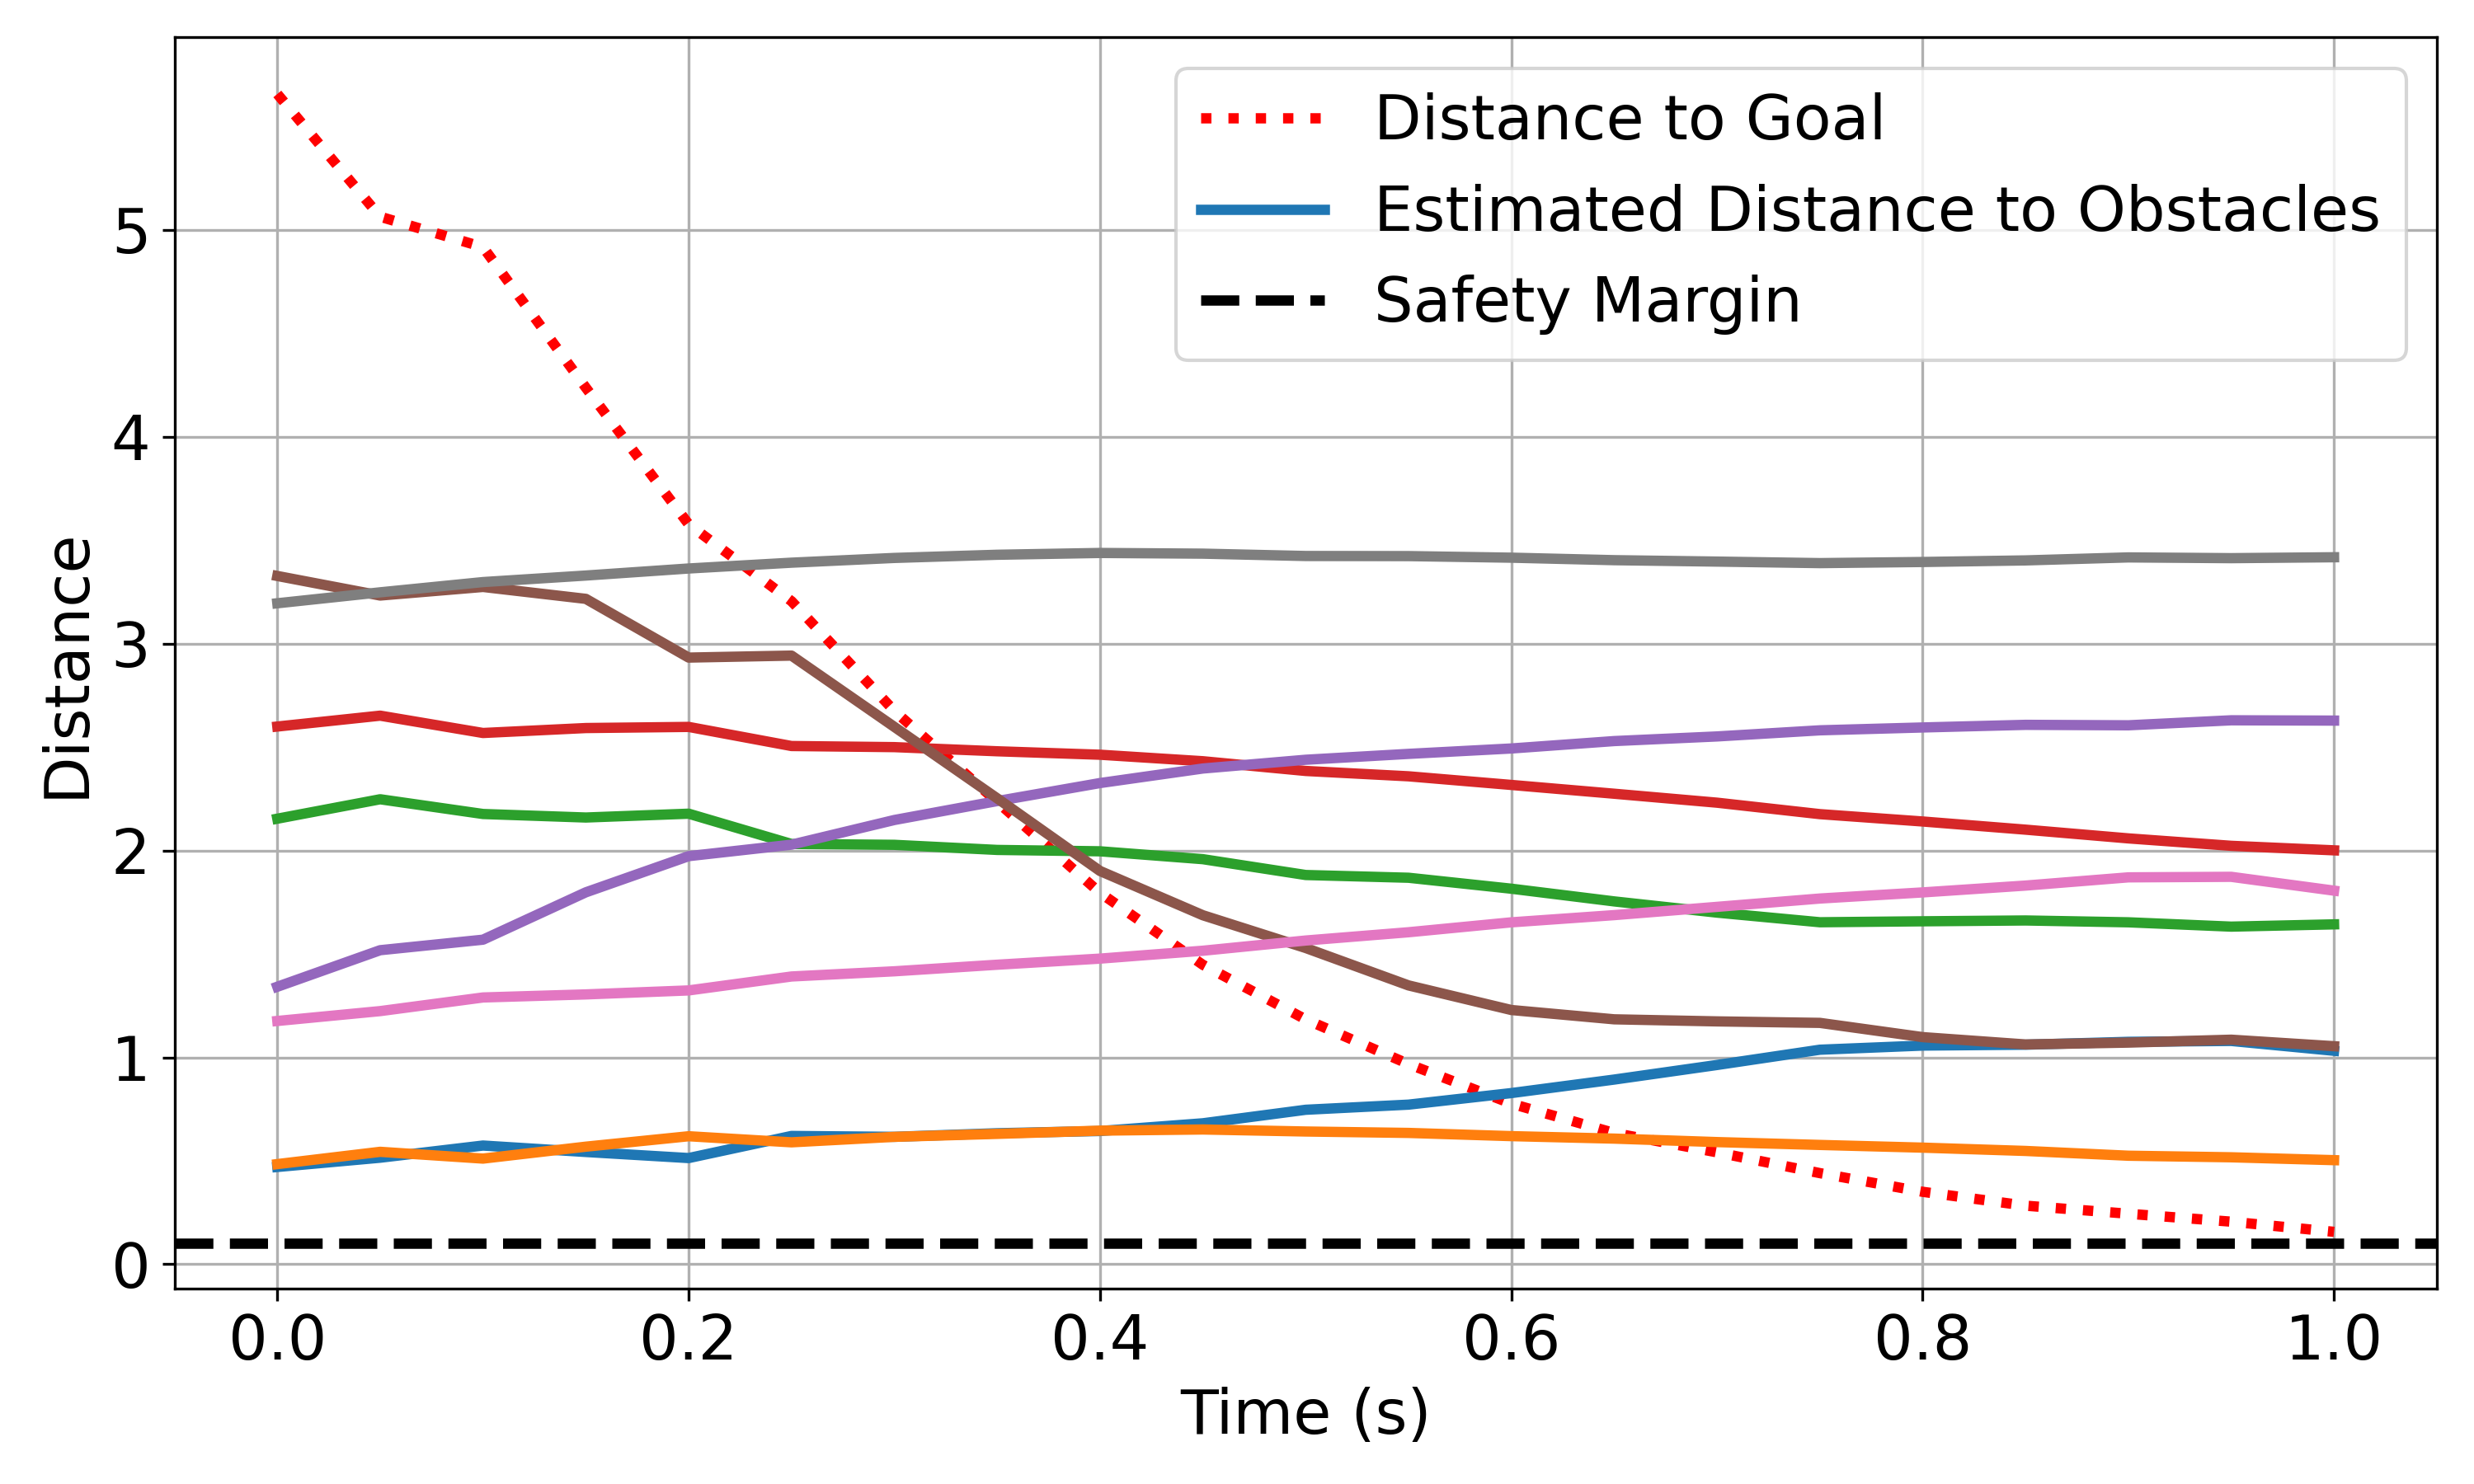 Distance to Goal
Estimated Distance to Obstacles
Safety Margin
Distance
5
4
3
2
1
0
0.0 0.2 0.4 0.6 0.8 1.0
Time (s)